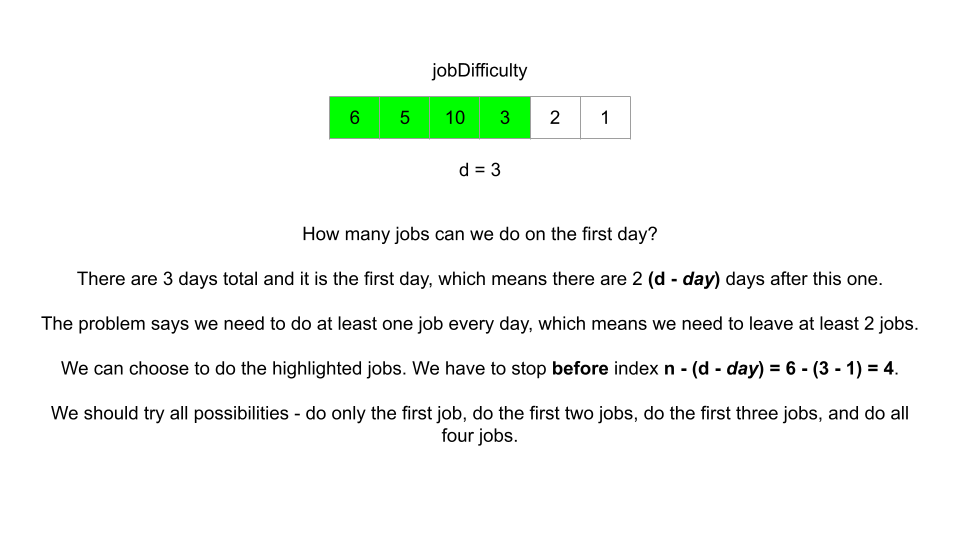 jobDifficulty
6 5 10 3 2 1
d = 3
How many jobs can we do on the first day?
There are 3 days total and it is the first day, which means there are 2 (d - day) days after this one.
The problem says we need to do at least one job every day, which means we need to leave at least 2 jobs.
We can choose to do the highlighted jobs. We have to stop before index n - (d - day) = 6 - (3 - 1) = 4.
We should try all possibilities - do only the first job, do the first two jobs, do the first three jobs, and do all
four jobs.